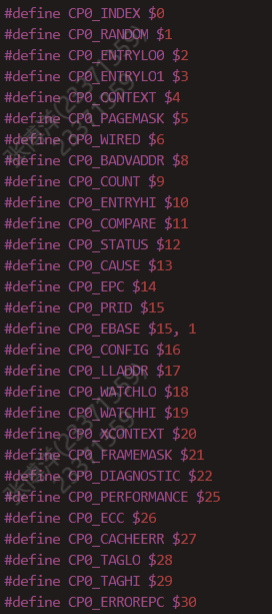 #define CP0_INDEX $0
#define CP0_RANDOM $1
#define CP0_ENTRYLO0 $2
#define CP0_ENTRYLO1 $3
#define CP0_CONTEXT $4
#define CP0_PAGEMASK $5
#define CP0_WIRED $6
#define CP0_BADVADDR $8
#define CP0_COUNT $9
#define CP0_ENTRYHI $10
#define CP0_COMPARE $11
#define CP0_STATUS $12
#define CP0_CAUSE $13
#define CP0_EPC $14
#define CP0_PRID $15
#define CP0_EBASE $15, 1
#define CP0_CONFIG $16
#define CP0_LLADDR $17
#define CP0_WATCHLO $18
#define CP0_WATCHHI $19
#define CP0_XCONTEXT $20
#define CP0_FRAMEMASK $21
#define CP0_DIAGNOSTIC $22
#define CP0_PERFORMANCE $25
#define CP0_ECC $26
#define CP0_CACHEERR $27
#define CP0_TAGLO $28
#define CP0_TAGHI $29
#define CP0_ERROREPC $30